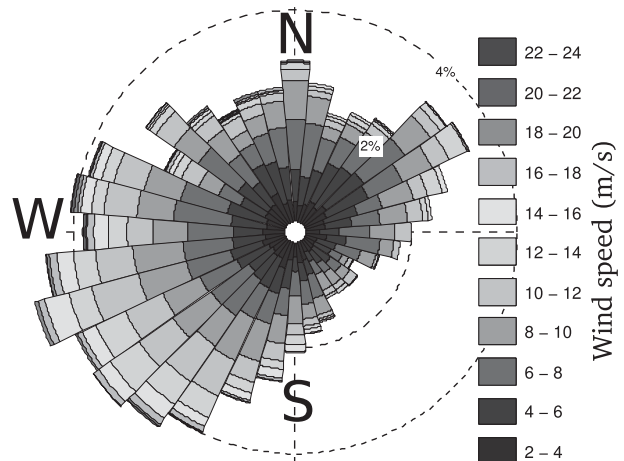 N
W
S
4%
2%
22 – 24
20 – 22
18 – 20
16 – 18
14 – 16
12 – 14
10 – 12
8 – 10
6 – 8
4 – 6
2 – 4
Wind speed (m/s)